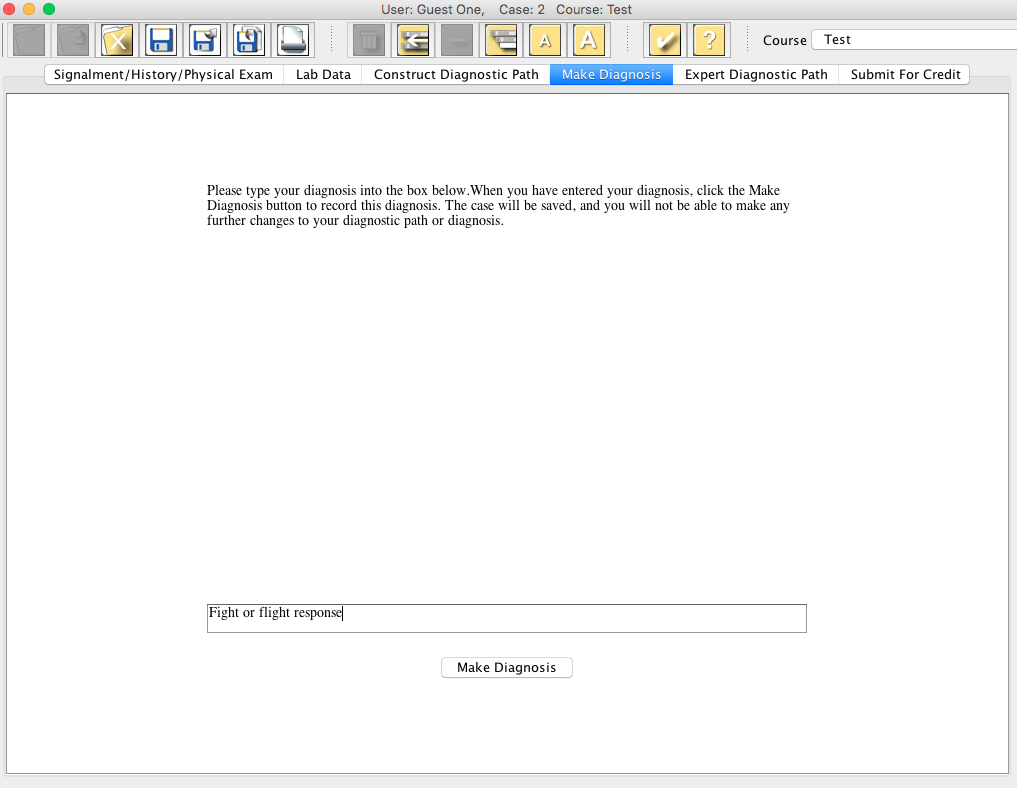 User: Guest One, Case: 2 Course: Test
X A A ? Course Test
Signalment/History/Physical Exam Lab Data Construct Diagnostic Path Make Diagnosis Expert Diagnostic Path Submit For Credit
Please type your diagnosis into the box below.When you have entered your diagnosis, click the Make
Diagnosis button to record this diagnosis. The case will be saved, and you will not be able to make any
further changes to your diagnostic path or diagnosis.
Fight or flight response
Make Diagnosis